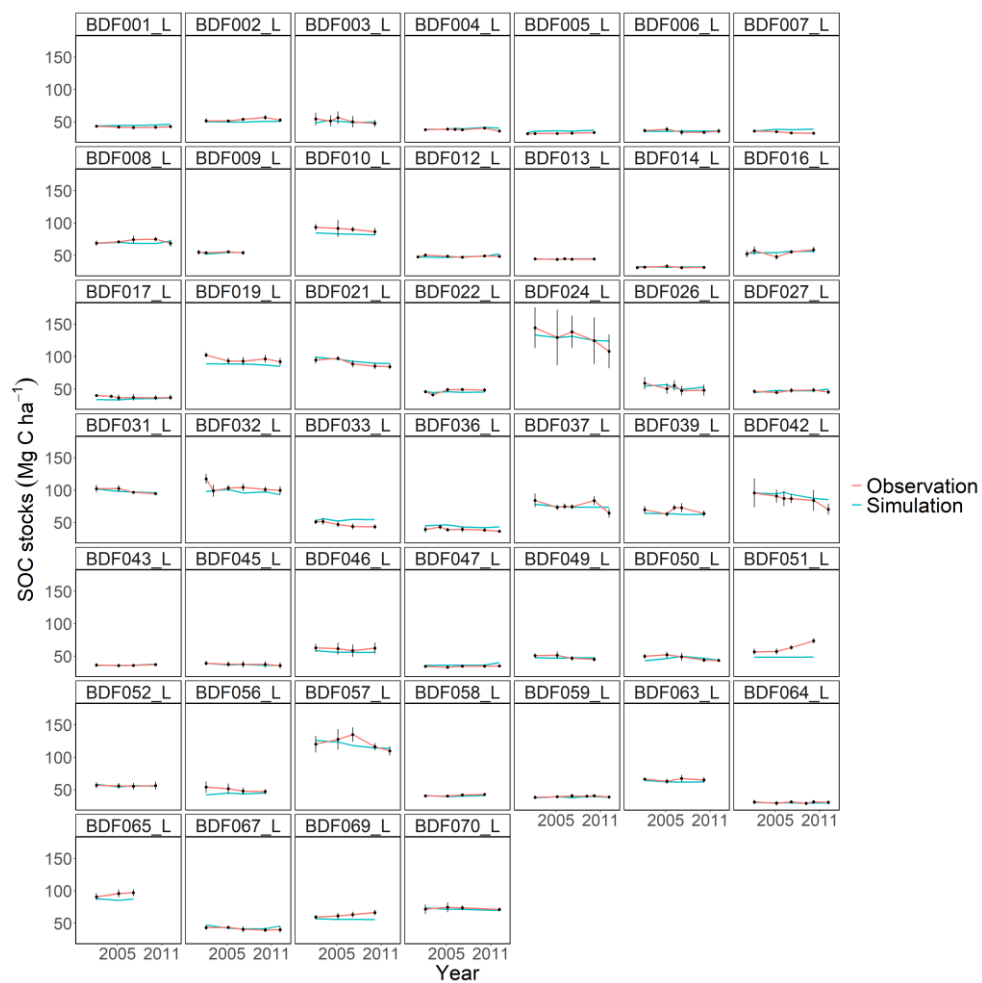 BDF001_L BDF002_L BDF003_L BDF004_L BDF005_L BDF006_L BDF007_L
150
100
50
BDF008_L BDF009_L BDF010_L BDF012_L BDF013_L BDF014_L BDF016_L
150
100
50
BDF017_L BDF019_L BDF021_L BDF022_L BDF024_L BDF026_L BDF027_L
150
100
50
BDF031_L BDF032_L BDF033_L BDF036_L BDF037_L BDF039_L BDF042_L
150
100
50
BDF043_L BDF045_L BDF046_L BDF047_L BDF049_L BDF050_L BDF051_L
150
100
50
BDF052_L BDF056_L BDF057_L BDF058_L BDF059_L BDF063_L BDF064_L
150
100
50
2005 2011 2005 2011 2005 2011
BDF065_L BDF067_L BDF069_L BDF070_L
150
100
50
2005 2011 2005 2011 2005 2011 2005 2011
Year
SOC stocks (Mg C ha⁻¹)
Observation
Simulation